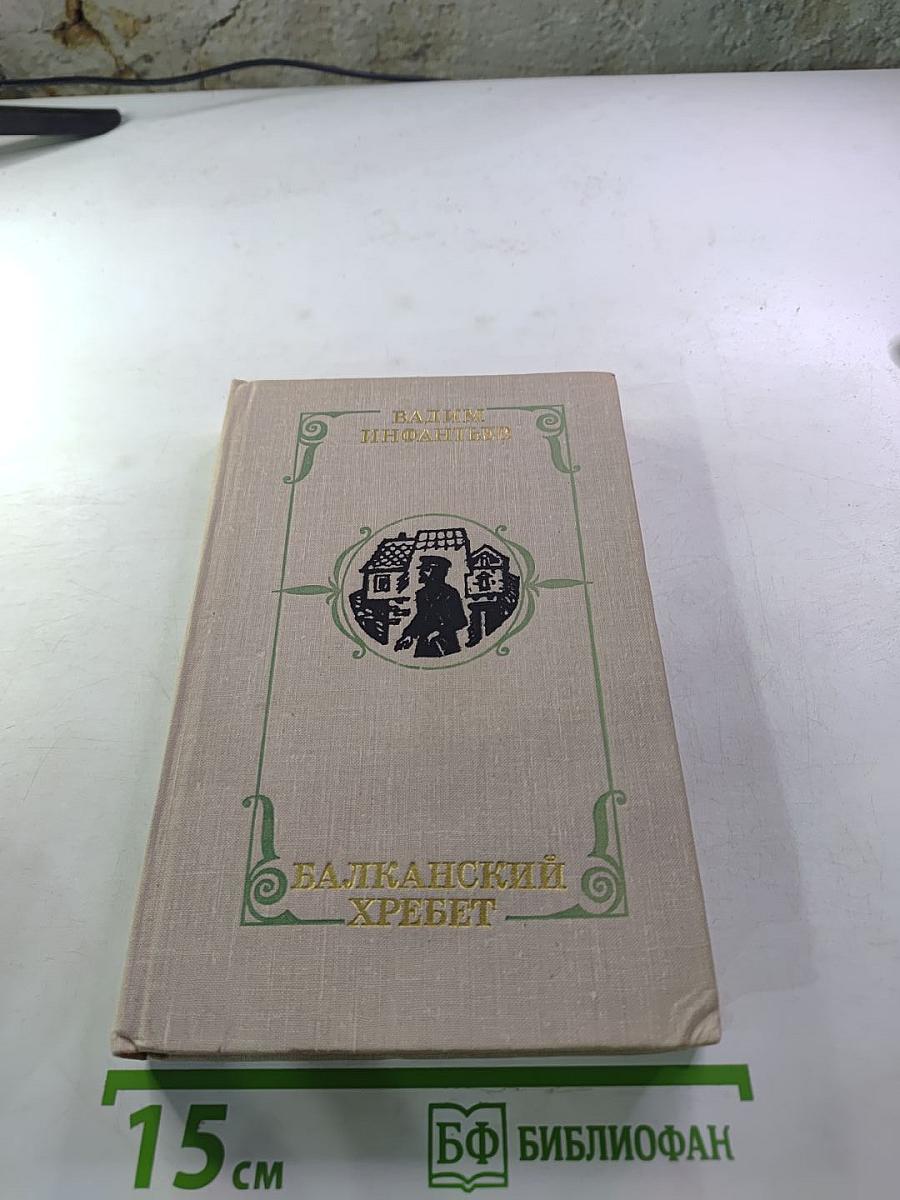 ВАДИМ
ИНФАНТЬЕВ
БАЛКАНСКИЙ
ХРЕБЕТ
15 см
БФ БИБЛИОФАН